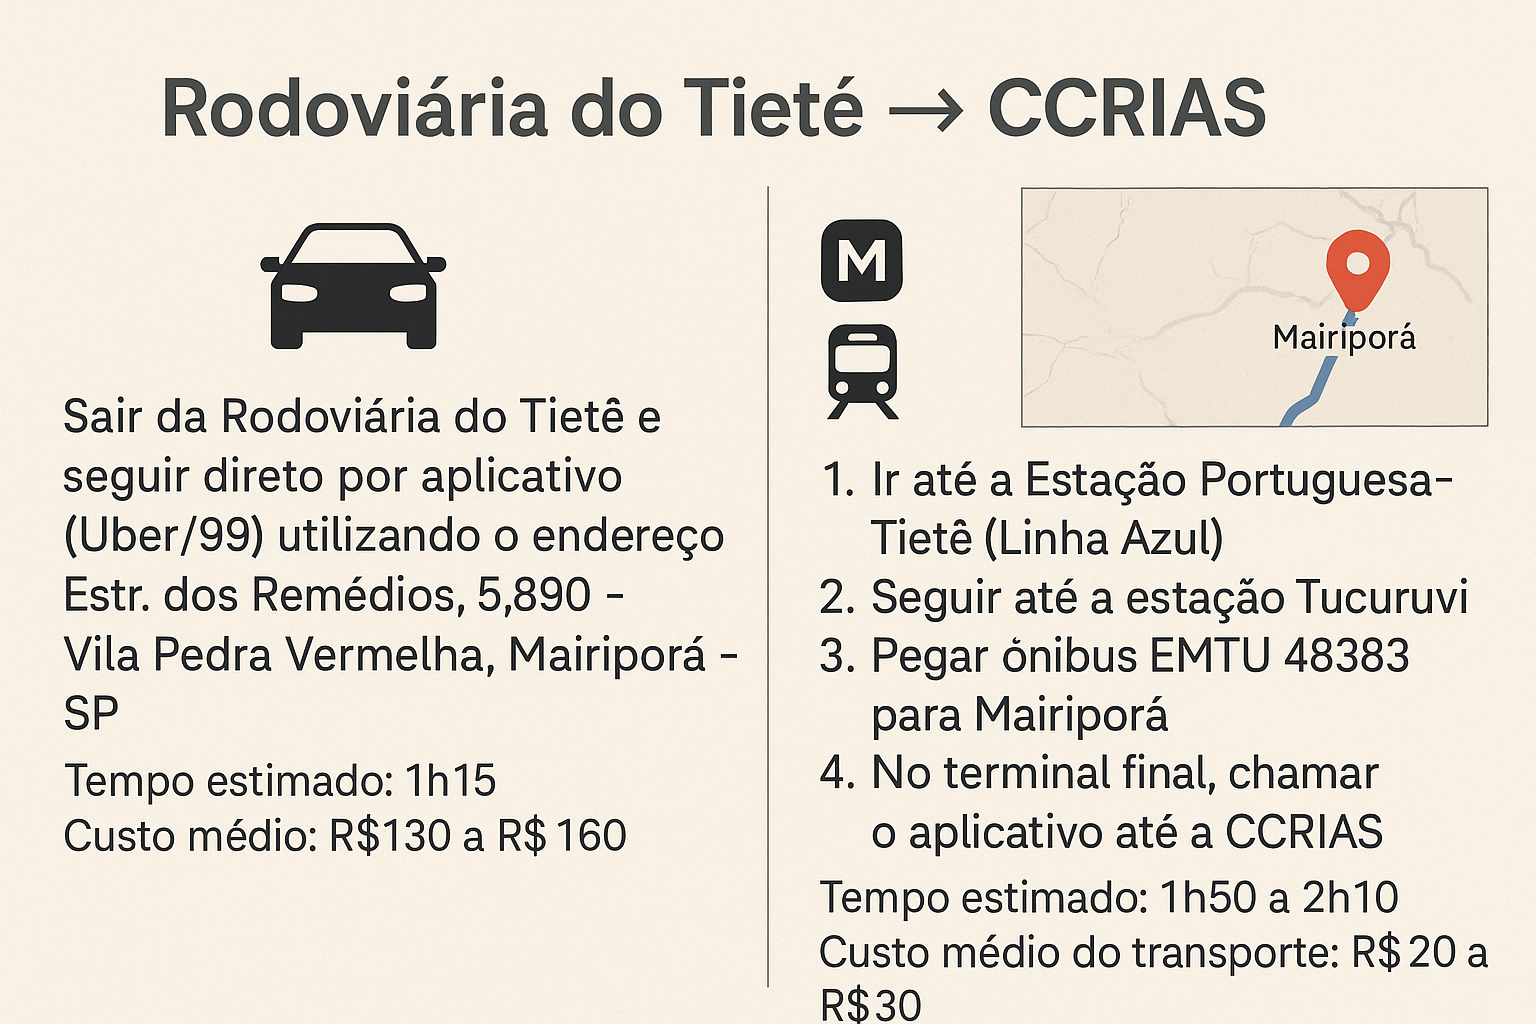 Rodoviária do Tieté → CCRIAS
Sair da Rodoviária do Tietê e
seguir direto por aplicativo
(Uber/99) utilizando o endereço
Estr. dos Remédios, 5,890 –
Vila Pedra Vermelha, Mairiporá –
SP
Tempo estimado: 1h15
Custo médio: R$130 a R$ 160
M
Mairiporá
1. Ir até a Estação Portuguesa–
Tietê (Linha Azul)
2. Seguir até a estação Tucuruvi
3. Pegar ónibus EMTU 48383
para Mairiporá
4. No terminal final, chamar
o aplicativo até a CCRIAS
Tempo estimado: 1h50 a 2h10
Custo médio do transporte: R$ 20 a
R$ 30